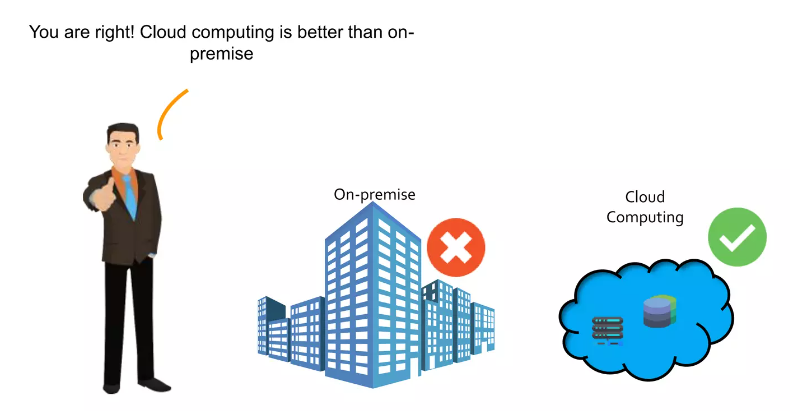 You are right! Cloud computing is better than on-
premise
On-premise
Cloud
Computing